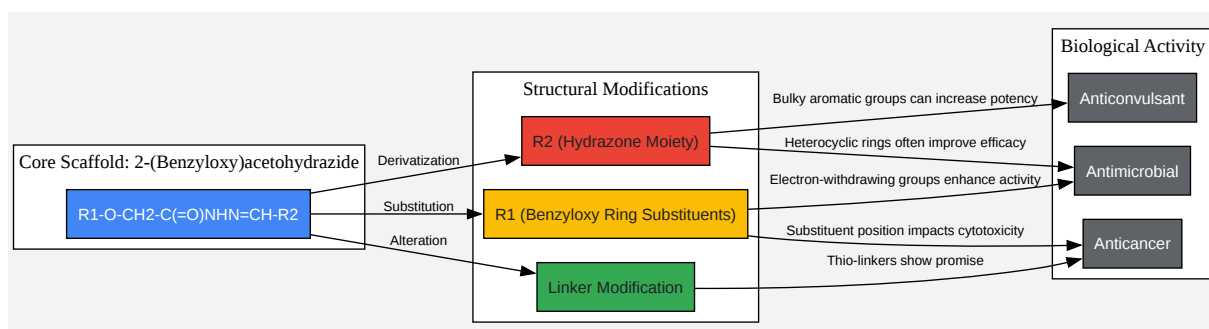 Core Scaffold: 2-(Benzyloxy)acetohydrazide
R1-O-CH2-C(=O)NHN=CH-R2
Derivatization
Substitution
Alteration
Structural Modifications
R2 (Hydrazone Moiety)
R1 (Benzyloxy Ring Substituents)
Linker Modification
Bulky aromatic groups can increase potency
Heterocyclic rings often improve efficacy
Electron-withdrawing groups enhance activity
Substituent position impacts cytotoxicity
Thio-linkers show promise
Biological Activity
Anticonvulsant
Antimicrobial
Anticancer